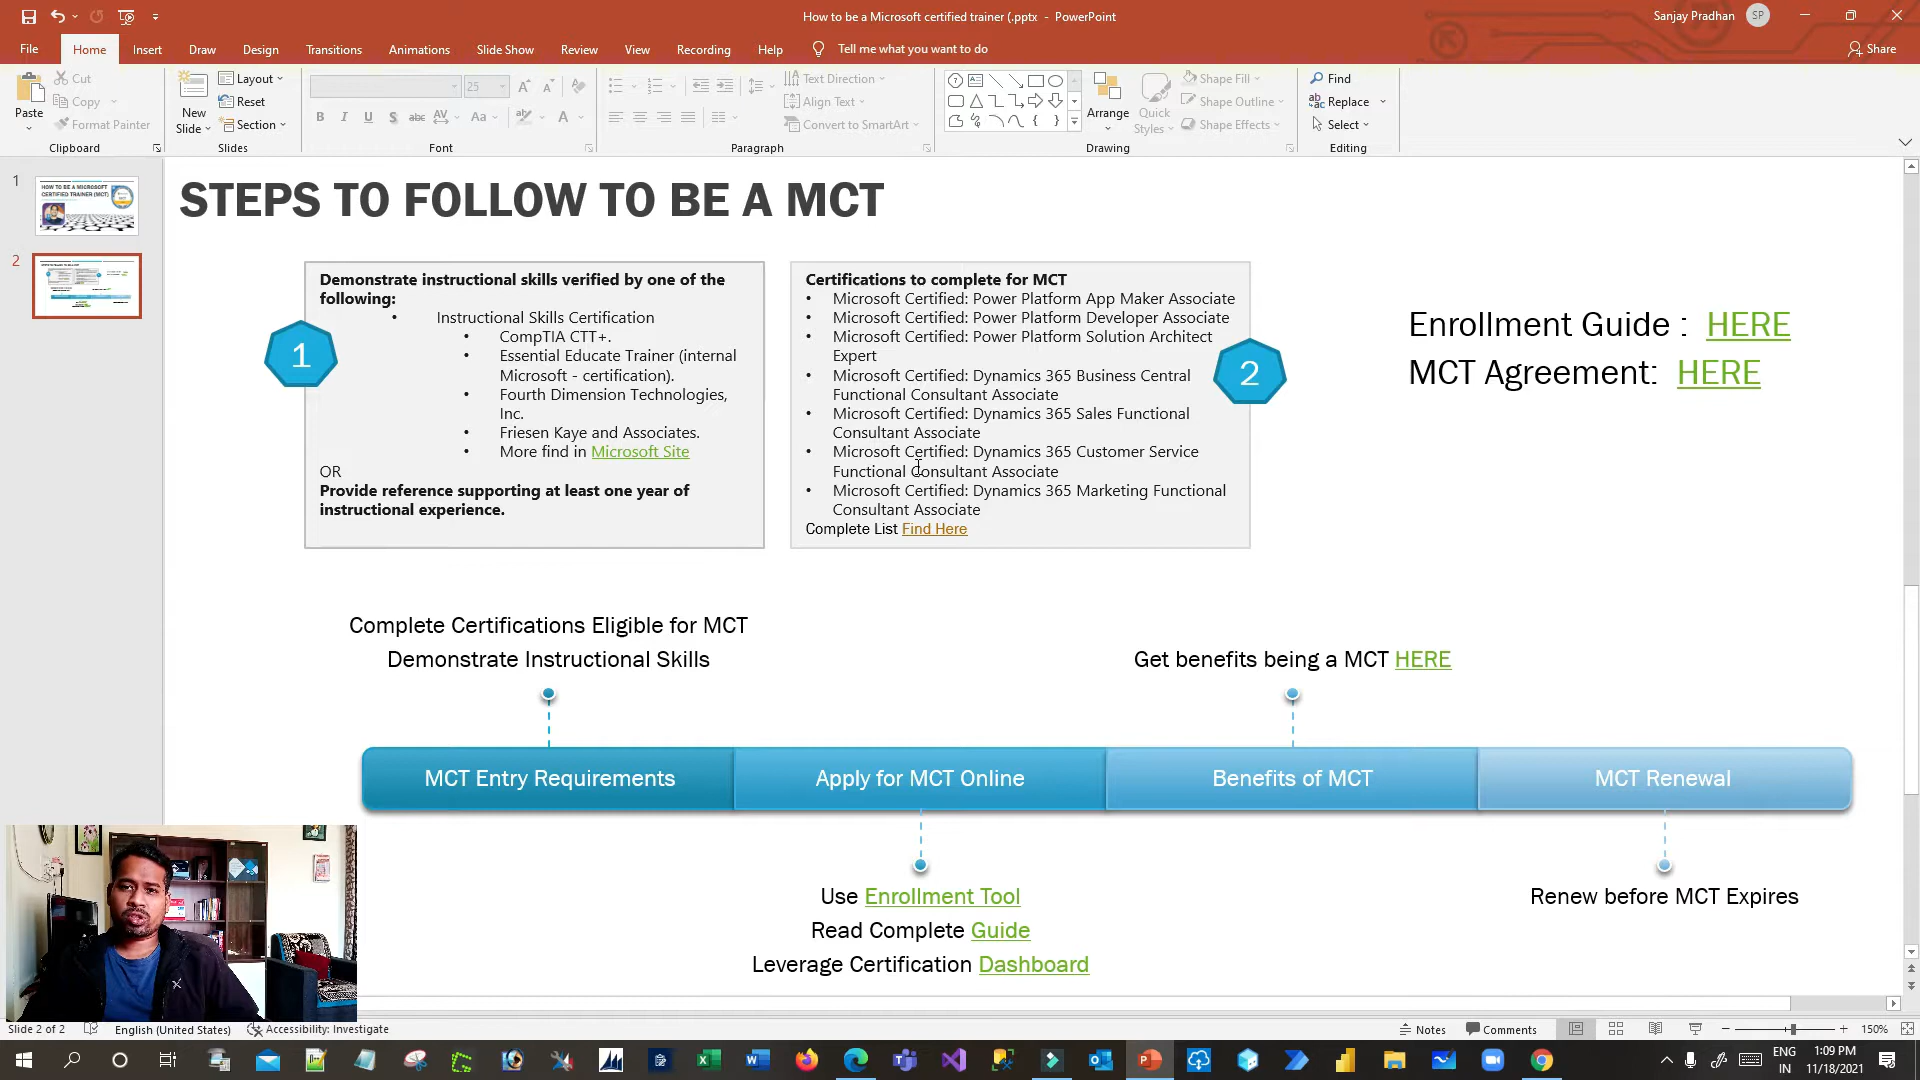 How to be a Microsoft certified trainer (.pptx - PowerPoint
Sanjay Pradhan
SP
File
Home
Insert
Draw
Design
Transitions
Animations
Slide Show
Review
View
Recording
Help
Tell me what you want to do
Share
Paste
Cut
Copy
Format Painter
Clipboard
New
Slide
Layout
Reset
Section
Slides
25
Font
Text Direction
Align Text
Convert to SmartArt
Paragraph
Arrange
Quick
Styles
Shape Fill
Shape Outline
Shape Effects
Drawing
Find
Replace
Select
Editing
1
HOW TO BE A MICROSOFT
CERTIFIED TRAINER (MCT)
2
STEPS TO FOLLOW TO BE A MCT
Demonstrate instructional skills verified by one of the
following:
• Instructional Skills Certification
• CompTIA CTT+.
• Essential Educate Trainer (internal
Microsoft - certification).
• Fourth Dimension Technologies,
Inc.
• Friesen Kaye and Associates.
• More find in Microsoft Site
OR
Provide reference supporting at least one year of
instructional experience.
1
Certifications to complete for MCT
• Microsoft Certified: Power Platform App Maker Associate
• Microsoft Certified: Power Platform Developer Associate
• Microsoft Certified: Power Platform Solution Architect
Expert
• Microsoft Certified: Dynamics 365 Business Central
Functional Consultant Associate
• Microsoft Certified: Dynamics 365 Sales Functional
Consultant Associate
• Microsoft Certified: Dynamics 365 Customer Service
Functional Consultant Associate
• Microsoft Certified: Dynamics 365 Marketing Functional
Consultant Associate
Complete List Find Here
2
Enrollment Guide : HERE
MCT Agreement: HERE
Complete Certifications Eligible for MCT
Demonstrate Instructional Skills
Get benefits being a MCT HERE
MCT Entry Requirements
Apply for MCT Online
Benefits of MCT
MCT Renewal
Use Enrollment Tool
Read Complete Guide
Leverage Certification Dashboard
Renew before MCT Expires
Slide 2 of 2
English (United States)
Accessibility: Investigate
Notes
Comments
150%
ENG
IN
1:09 PM
11/18/2021